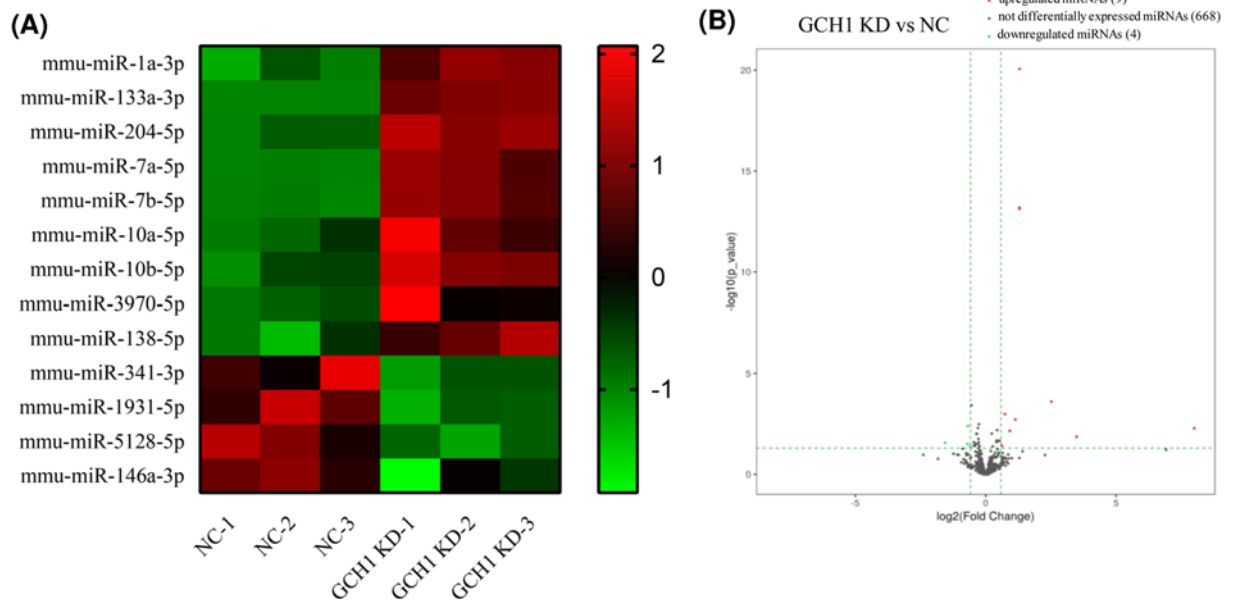 (A)
mmu-miR-1a-3p
mmu-miR-133a-3p
mmu-miR-204-5p
mmu-miR-7a-5p
mmu-miR-7b-5p
mmu-miR-10a-5p
mmu-miR-10b-5p
mmu-miR-3970-5p
mmu-miR-138-5p
mmu-miR-341-3p
mmu-miR-1931-5p
mmu-miR-5128-5p
mmu-miR-146a-3p
NC-1
NC-2
NC-3
GCH1 KD-1
GCH1 KD-2
GCH1 KD-3
2
1
0
-1
(B)
GCH1 KD vs NC
upregulated miRNAs (9)
not differentially expressed miRNAs (668)
downregulated miRNAs (4)
-log10(p_value)
20
15
10
5
0
-5
0
5
log2(Fold Change)